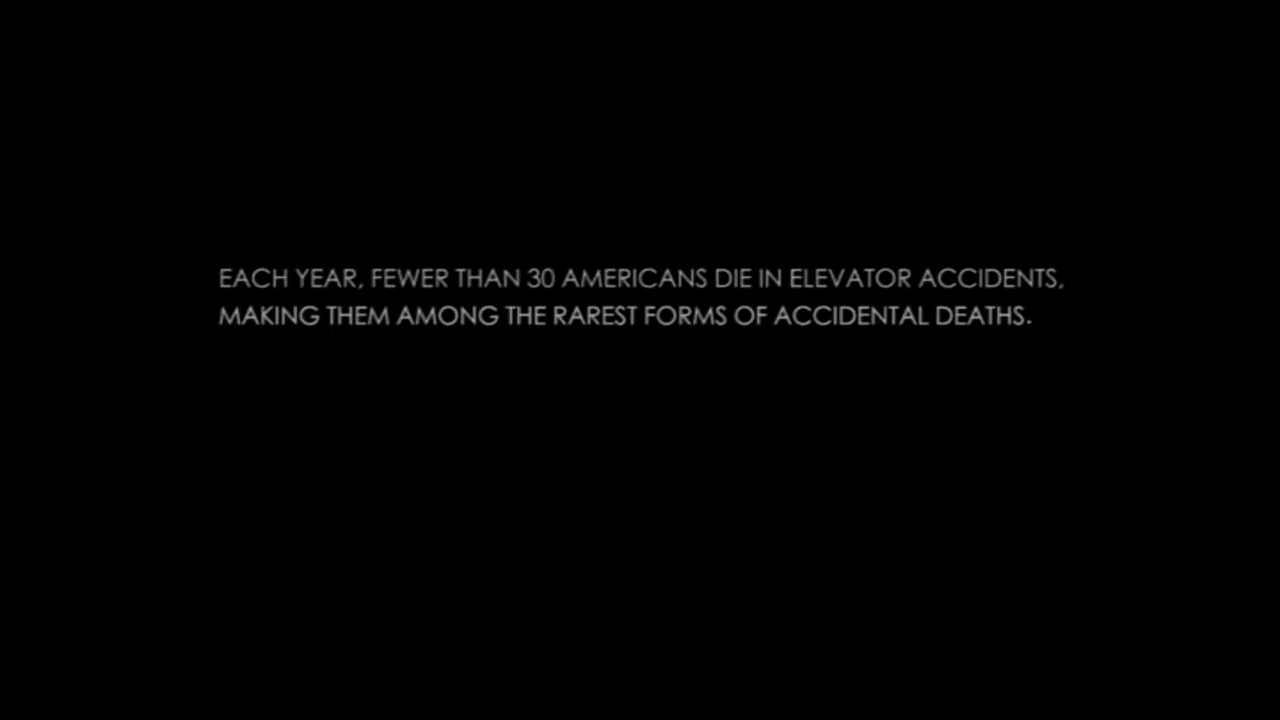 EACH YEAR, FEWER THAN 30 AMERICANS DIE IN ELEVATOR ACCIDENTS,
MAKING THEM AMONG THE RAREST FORMS OF ACCIDENTAL DEATHS.